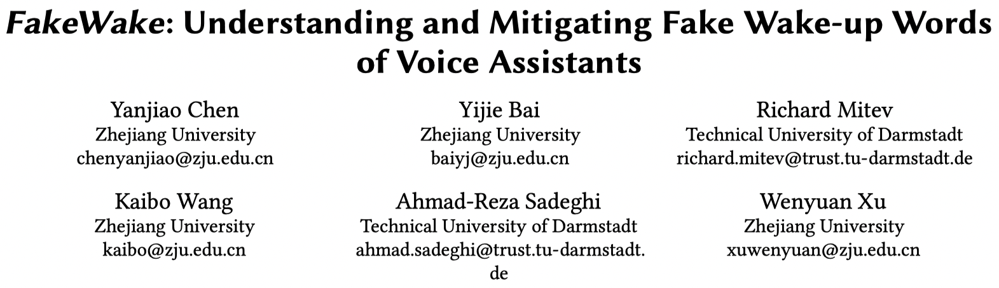 FakeWake: Understanding and Mitigating Fake Wake-up Words
of Voice Assistants
Yanjiao Chen
Zhejiang University
chenyanjiao@zju.edu.cn
Yijie Bai
Zhejiang University
baiyj@zju.edu.cn
Richard Mitev
Technical University of Darmstadt
richard.mitev@trust.tu-darmstadt.de
Kaibo Wang
Zhejiang University
kaibo@zju.edu.cn
Ahmad-Reza Sadeghi
Technical University of Darmstadt
ahmad.sadeghi@trust.tu-darmstadt.
de
Wenyuan Xu
Zhejiang University
xuwenyuan@zju.edu.cn